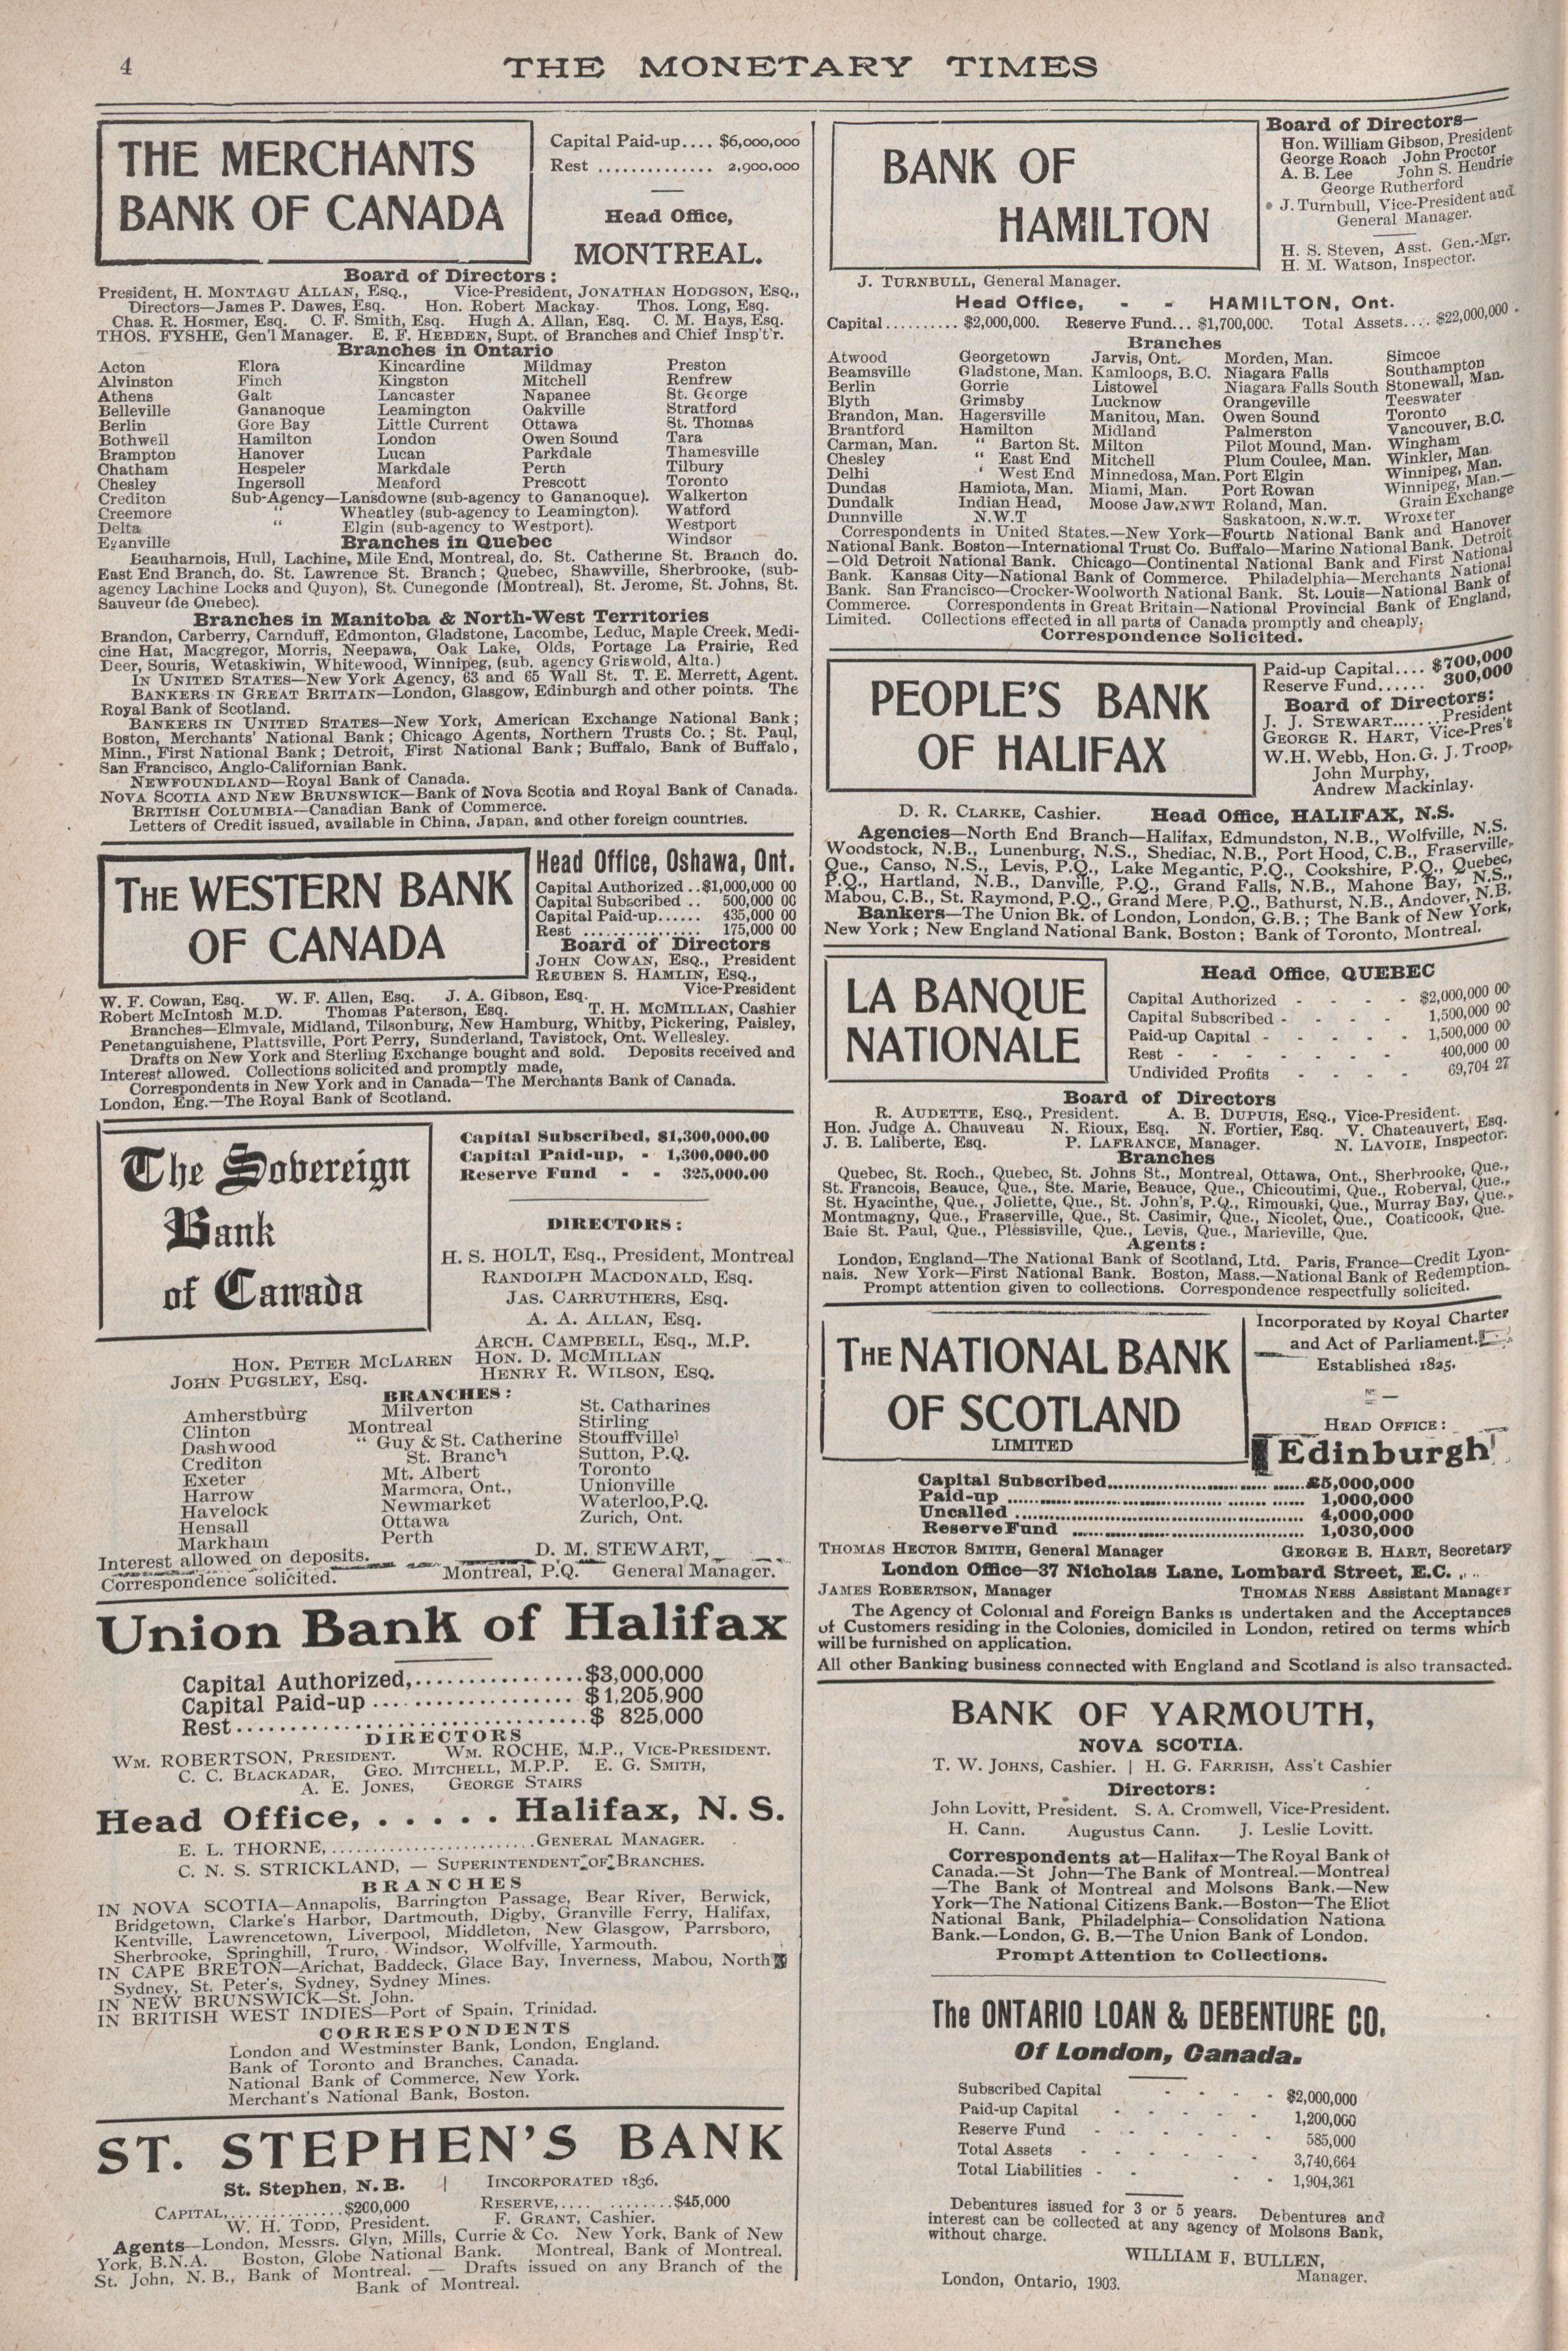 4
THE MONETARY TIMES
THE MERCHANTS
BANK OF CANADA
Capital Paid-up.... $6,000,000
Rest .............. 2,900,000
Head Office,
MONTREAL.
Board of Directors :
President, H. MONTAGU ALLAN, ESQ., Vice-President, JONATHAN HODGSON, ESQ.,
Directors—James P. Dawes, Esq. Hon. Robert Mackay. Thos. Long, Esq.
Chas. R. Hosmer, Esq. C. F. Smith, Esq. Hugh A. Allan, Esq. C. M. Hays, Esq.
THOS. FYSHE, Gen'l Manager. E. F. HEBDEN, Supt. of Branches and Chief Insp't'r.
Branches in Ontario
Acton Elora Kincardine Mildmay Preston
Alvinston Finch Kingston Mitchell Renfrew
Athens Galt Lancaster Napanee St. George
Belleville Gananoque Leamington Oakville Stratford
Berlin Gore Bay Little Current Ottawa St. Thomas
Bothwell Hamilton London Owen Sound Tara
Brampton Hanover Lucan Parkdale Thamesville
Chatham Hespeler Markdale Perth Tilbury
Chesley Ingersoll Meaford Prescott Toronto
Crediton Sub-Agency—Lansdowne (sub-agency to Gananoque). Walkerton
Creemore " Wheatley (sub-agency to Leamington). Watford
Delta " Elgin (sub-agency to Westport). Westport
Eganville Branches in Quebec Windsor
Beauharnois, Hull, Lachine, Mile End, Montreal, do. St. Catherine St. Branch do.
East End Branch, do. St. Lawrence St. Branch; Quebec, Shawville, Sherbrooke, (sub-
agency Lachine Locks and Quyon), St. Cunegonde (Montreal), St. Jerome, St. Johns, St.
Sauveur (de Quebec).
Branches in Manitoba & North-West Territories
Brandon, Carberry, Carnduff, Edmonton, Gladstone, Lacombe, Leduc, Maple Creek, Medi-
cine Hat, Macgregor, Morris, Neepawa, Oak Lake, Olds, Portage La Prairie, Red
Deer, Souris, Wetaskiwin, Whitewood, Winnipeg, (sub. agency Griswold, Alta.)
IN UNITED STATES—New York Agency, 63 and 65 Wall St. T. E. Merrett, Agent.
BANKERS IN GREAT BRITAIN—London, Glasgow, Edinburgh and other points. The
Royal Bank of Scotland.
BANKERS IN UNITED STATES—New York, American Exchange National Bank;
Boston, Merchants' National Bank; Chicago Agents, Northern Trusts Co.; St. Paul,
Minn., First National Bank; Detroit, First National Bank; Buffalo, Bank of Buffalo,
San Francisco, Anglo-Californian Bank.
NEWFOUNDLAND—Royal Bank of Canada.
NOVA SCOTIA AND NEW BRUNSWICK—Bank of Nova Scotia and Royal Bank of Canada.
BRITISH COLUMBIA—Canadian Bank of Commerce.
Letters of Credit issued, available in China, Japan, and other foreign countries.
THE WESTERN BANK
OF CANADA
Head Office, Oshawa, Ont.
Capital Authorized ..$1,000,000 00
Capital Subscribed .. 500,000 00
Capital Paid-up...... 435,000 00
Rest ................ 175,000 00
Board of Directors
JOHN COWAN, ESQ., President
REUBEN S. HAMLIN, ESQ.,
Vice-President
W. F. Cowan, Esq. W. F. Allen, Esq. J. A. Gibson, Esq.
Robert McIntosh M.D. Thomas Paterson, Esq. T. H. MCMILLAN, Cashier
Branches—Elmvale, Midland, Tilsonburg, New Hamburg, Whitby, Pickering, Paisley,
Penetanguishene, Plattsville, Port Perry, Sunderland, Tavistock, Ont. Wellesley.
Drafts on New York and Sterling Exchange bought and sold. Deposits received and
Interest allowed. Collections solicited and promptly made,
Correspondents in New York and in Canada—The Merchants Bank of Canada.
London, Eng.—The Royal Bank of Scotland.
The Sovereign
Bank
of Canada
Capital Subscribed, $1,300,000.00
Capital Paid-up, - 1,300,000.00
Reserve Fund - - 325,000.00
DIRECTORS :
H. S. HOLT, Esq., President, Montreal
RANDOLPH MACDONALD, Esq.
JAS. CARRUTHERS, Esq.
A. A. ALLAN, Esq.
ARCH. CAMPBELL, Esq., M.P.
HON. PETER MCLAREN HON. D. MCMILLAN
JOHN PUGSLEY, Esq. HENRY R. WILSON, ESQ.
BRANCHES :
Amherstburg Milverton St. Catharines
Clinton Montreal Stirling
Dashwood " Guy & St. Catherine Stouffville
Crediton St. Branch Sutton, P.Q.
Exeter Mt. Albert Toronto
Harrow Marmora, Ont., Unionville
Havelock Newmarket Waterloo, P.Q.
Hensall Ottawa Zurich, Ont.
Markham Perth
Interest allowed on deposits. D. M. STEWART,
Correspondence solicited. Montreal, P.Q. General Manager.
Union Bank of Halifax
Capital Authorized,................$3,000,000
Capital Paid-up ....................$1,205,900
Rest..................................$ 825,000
DIRECTORS
WM. ROBERTSON, PRESIDENT. WM. ROCHE, M.P., VICE-PRESIDENT.
C. C. BLACKADAR, GEO. MITCHELL, M.P.P. E. G. SMITH,
A. E. JONES, GEORGE STAIRS
Head Office, . . . . . Halifax, N. S.
E. L. THORNE,........................GENERAL MANAGER.
C. N. S. STRICKLAND, — SUPERINTENDENT OF BRANCHES.
BRANCHES
IN NOVA SCOTIA—Annapolis, Barrington Passage, Bear River, Berwick,
Bridgetown, Clarke's Harbor, Dartmouth, Digby, Granville Ferry, Halifax,
Kentville, Lawrencetown, Liverpool, Middleton, New Glasgow, Parrsboro,
Sherbrooke, Springhill, Truro, Windsor, Wolfville, Yarmouth.
IN CAPE BRETON—Arichat, Baddeck, Glace Bay, Inverness, Mabou, North
Sydney, St. Peter's, Sydney, Sydney Mines.
IN NEW BRUNSWICK—St. John.
IN BRITISH WEST INDIES—Port of Spain, Trinidad.
CORRESPONDENTS
London and Westminster Bank, London, England.
Bank of Toronto and Branches, Canada.
National Bank of Commerce, New York.
Merchant's National Bank, Boston.
ST. STEPHEN'S BANK
St. Stephen, N. B. | INCORPORATED 1836.
CAPITAL,...............$200,000 RESERVE,.... ........$45,000
W. H. TODD, President. F. GRANT, Cashier.
Agents—London, Messrs. Glyn, Mills, Currie & Co. New York, Bank of New
York, B.N.A. Boston, Globe National Bank. Montreal, Bank of Montreal.
St. John, N. B., Bank of Montreal. — Drafts issued on any Branch of the
Bank of Montreal.
BANK OF
HAMILTON
Board of Directors—
Hon. William Gibson, President
George Roach John Proctor
A. B. Lee John S. Hendrie
George Rutherford
J. Turnbull, Vice-President and
General Manager.
H. S. Steven, Asst. Gen.-Mgr.
H. M. Watson, Inspector.
J. TURNBULL, General Manager.
Head Office, - - HAMILTON, Ont.
Capital.......... $2,000,000. Reserve Fund... $1,700,000. Total Assets.... $22,000,000.
Branches
Atwood Georgetown Jarvis, Ont. Morden, Man. Simcoe
Beamsville Gladstone, Man. Kamloops, B.C. Niagara Falls Southampton
Berlin Gorrie Listowel Niagara Falls South Stonewall, Man.
Blyth Grimsby Lucknow Orangeville Teeswater
Brandon, Man. Hagersville Manitou, Man. Owen Sound Toronto
Brantford Hamilton Midland Palmerston Vancouver, B.C.
Carman, Man. " Barton St. Milton Pilot Mound, Man. Wingham
Chesley " East End Mitchell Plum Coulee, Man. Winkler, Man.
Delhi " West End Minnedosa, Man. Port Elgin Winnipeg, Man.
Dundas Hamiota, Man. Miami, Man. Port Rowan Winnipeg, Man.—
Dundalk Indian Head, Moose Jaw, NWT Roland, Man. Grain Exchange
Dunnville N.W.T Saskatoon, N.W.T. Wroxeter
Correspondents in United States.—New York—Fourth National Bank and Hanover
National Bank. Boston—International Trust Co. Buffalo—Marine National Bank. Detroit
—Old Detroit National Bank. Chicago—Continental National Bank and First National
Bank. Kansas City—National Bank of Commerce. Philadelphia—Merchants National
Bank. San Francisco—Crocker-Woolworth National Bank. St. Louis—National Bank of
Commerce. Correspondents in Great Britain—National Provincial Bank of England,
Limited. Collections effected in all parts of Canada promptly and cheaply.
Correspondence Solicited.
PEOPLE'S BANK
OF HALIFAX
Paid-up Capital.... $700,000
Reserve Fund...... 300,000
Board of Directors:
J. J. STEWART.......President
GEORGE R. HART, Vice-Pres't
W.H. Webb, Hon. G. J. Troop,
John Murphy,
Andrew Mackinlay.
D. R. CLARKE, Cashier. Head Office, HALIFAX, N.S.
Agencies—North End Branch—Halifax, Edmundston, N.B., Wolfville, N.S.
Woodstock, N.B., Lunenburg, N.S., Shediac, N.B., Port Hood, C.B., Fraserville,
Que., Canso, N.S., Levis, P.Q., Lake Megantic, P.Q., Cookshire, P.Q., Quebec,
P.Q., Hartland, N.B., Danville, P.Q., Grand Falls, N.B., Mahone Bay, N.S.,
Mabou, C.B., St. Raymond, P.Q., Grand Mere, P.Q., Bathurst, N.B., Andover, N.B.
Bankers—The Union Bk. of London, London, G.B.; The Bank of New York,
New York; New England National Bank, Boston; Bank of Toronto, Montreal.
LA BANQUE
NATIONALE
Head Office, QUEBEC
Capital Authorized - - - - $2,000,000 00
Capital Subscribed - - - - 1,500,000 00
Paid-up Capital - - - - - 1,500,000 00
Rest - - - - - - - 400,000 00
Undivided Profits - - - - 69,704 27
Board of Directors
R. AUDETTE, ESQ., President. A. B. DUPUIS, ESQ., Vice-President.
Hon. Judge A. Chauveau N. Rioux, Esq. N. Fortier, Esq. V. Chateauvert, Esq.
J. B. Laliberte, Esq. P. LAFRANCE, Manager. N. LAVOIE, Inspector.
Branches
Quebec, St. Roch., Quebec, St. Johns St., Montreal, Ottawa, Ont., Sherbrooke, Que.,
St. Francois, Beauce, Que., Ste. Marie, Beauce, Que., Chicoutimi, Que., Roberval, Que.,
St. Hyacinthe, Que., Joliette, Que., St. John's, P.Q., Rimouski, Que., Murray Bay, Que.,
Montmagny, Que., Fraserville, Que., St. Casimir, Que., Nicolet, Que., Coaticook, Que.
Baie St. Paul, Que., Plessisville, Que., Levis, Que., Marieville, Que.
Agents:
London, England—The National Bank of Scotland, Ltd. Paris, France—Credit Lyon-
nais. New York—First National Bank. Boston, Mass.—National Bank of Redemption.
Prompt attention given to collections. Correspondence respectfully solicited.
THE NATIONAL BANK
OF SCOTLAND
LIMITED
Incorporated by Royal Charter
and Act of Parliament.
Established 1825.
HEAD OFFICE:
Edinburgh
Capital Subscribed.................................£5,000,000
Paid-up ................................................ 1,000,000
Uncalled ............................................... 4,000,000
Reserve Fund ........................................ 1,030,000
THOMAS HECTOR SMITH, General Manager GEORGE B. HART, Secretary
London Office—37 Nicholas Lane, Lombard Street, E.C.
JAMES ROBERTSON, Manager THOMAS NESS Assistant Manager
The Agency of Colonial and Foreign Banks is undertaken and the Acceptances
of Customers residing in the Colonies, domiciled in London, retired on terms which
will be furnished on application.
All other Banking business connected with England and Scotland is also transacted.
BANK OF YARMOUTH,
NOVA SCOTIA.
T. W. JOHNS, Cashier. | H. G. FARRISH, Ass't Cashier
Directors:
John Lovitt, President. S. A. Cromwell, Vice-President.
H. Cann. Augustus Cann. J. Leslie Lovitt.
Correspondents at—Halifax—The Royal Bank of
Canada.—St John—The Bank of Montreal.—Montreal
—The Bank of Montreal and Molsons Bank.—New
York—The National Citizens Bank.—Boston—The Eliot
National Bank, Philadelphia—Consolidation Nationa
Bank.—London, G. B.—The Union Bank of London.
Prompt Attention to Collections.
The ONTARIO LOAN & DEBENTURE CO.
Of London, Canada.
Subscribed Capital - - - - $2,000,000
Paid-up Capital - - - - - 1,200,000
Reserve Fund - - - - - - 585,000
Total Assets - - - - - - 3,740,664
Total Liabilities - - - - 1,904,361
Debentures issued for 3 or 5 years. Debentures and
interest can be collected at any agency of Molsons Bank,
without charge.
WILLIAM F. BULLEN,
Manager.
London, Ontario, 1903.